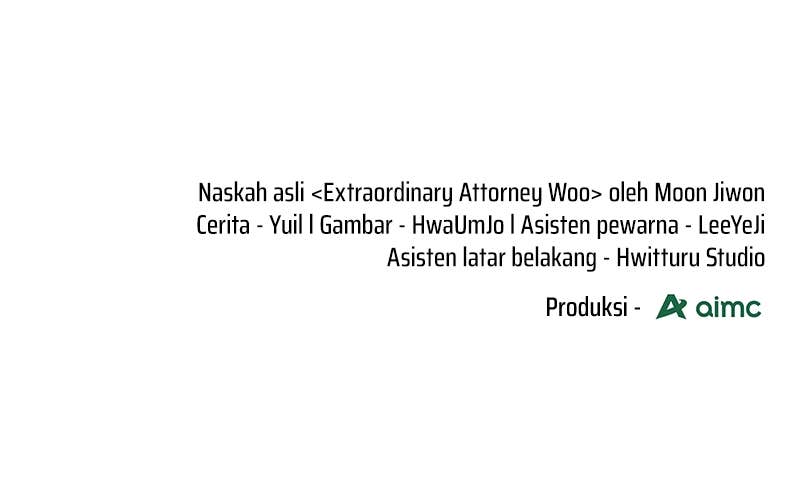 Naskah asli <Extraordinary Attorney Woo> oleh Moon Jiwon
Cerita - Yuil l Gambar - HwaUmJo l Asisten pewarna - LeeYeJi
Asisten latar belakang - Hwitturu Studio
Produksi - aimc